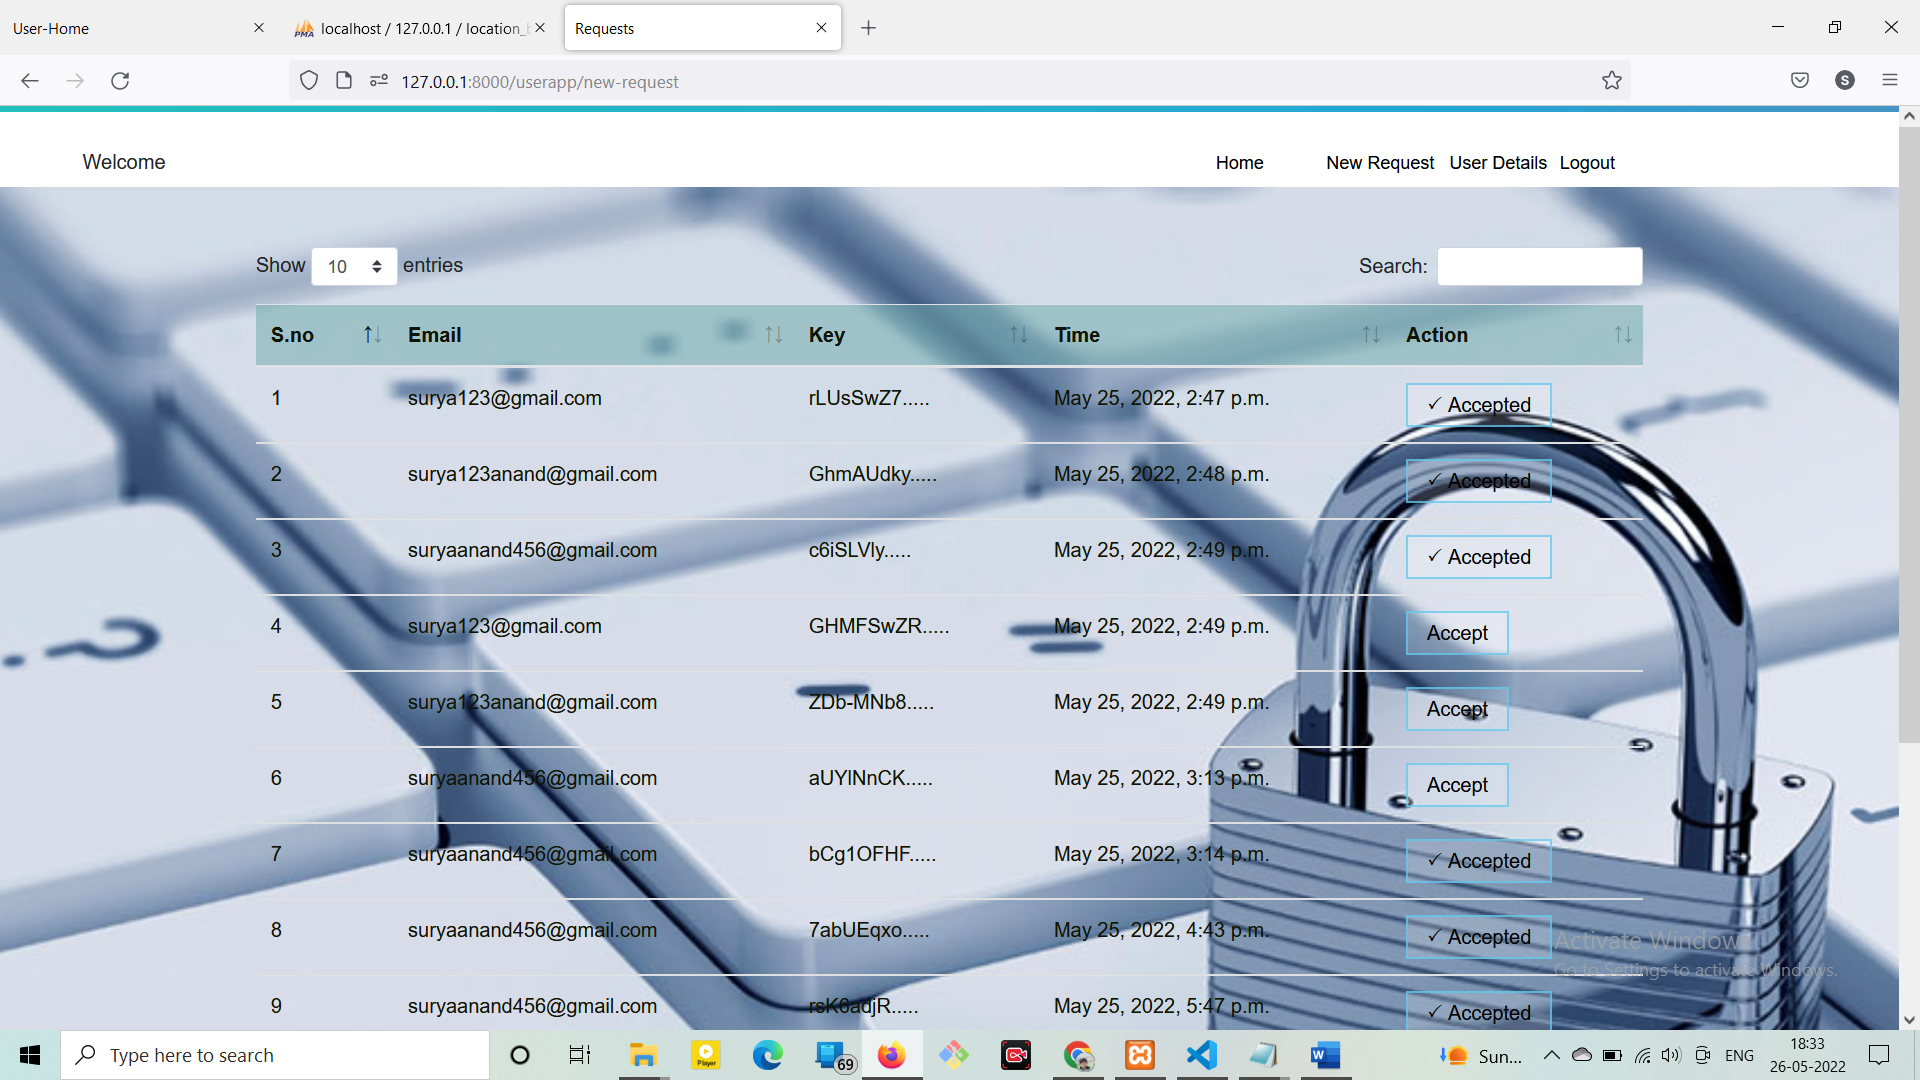 User-Home
PMA localhost / 127.0.0.1 / location_b
Requests
127.0.0.1:8000/userapp/new-request
S
Welcome
Home New Request User Details Logout
Show 10 entries
Search:
S.no Email Key Time Action
1 surya123@gmail.com rLUsSwZ7..... May 25, 2022, 2:47 p.m. ✓ Accepted
2 surya123anand@gmail.com GhmAUdky..... May 25, 2022, 2:48 p.m. ✓ Accepted
3 suryaanand456@gmail.com c6iSLVly..... May 25, 2022, 2:49 p.m. ✓ Accepted
4 surya123@gmail.com GHMFSwZR..... May 25, 2022, 2:49 p.m. Accept
5 surya123anand@gmail.com ZDb-MNb8..... May 25, 2022, 2:49 p.m. Accept
6 suryaanand456@gmail.com aUYlNnCK..... May 25, 2022, 3:13 p.m. Accept
7 suryaanand456@gmail.com bCg1OFHF..... May 25, 2022, 3:14 p.m. ✓ Accepted
8 suryaanand456@gmail.com 7abUEqxo..... May 25, 2022, 4:43 p.m. ✓ Accepted
Activate Windows
Go to Settings to activate Windows.
9 suryaanand456@gmail.com rsK6adjR..... May 25, 2022, 5:47 p.m. ✓ Accepted
Type here to search
Player
69
W
Sun...
ENG
18:33
26-05-2022